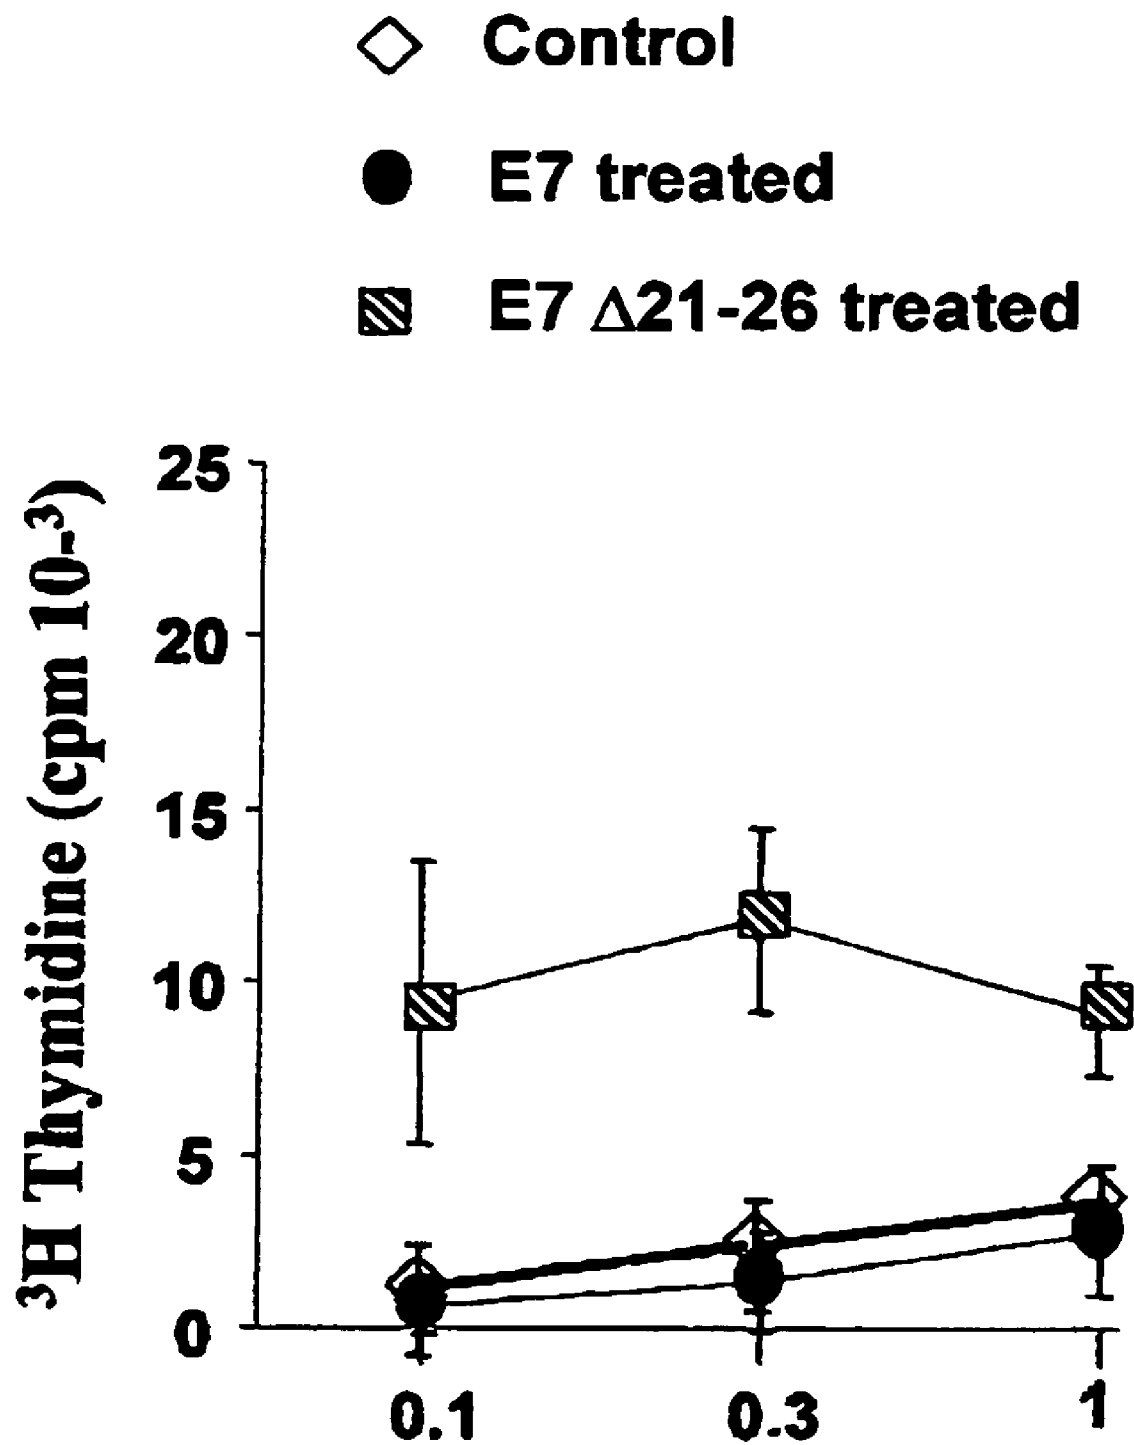 Control
E7 treated
E7 Δ21-26 treated
³H Thymidine (cpm 10-³)
25
20
15
10
5
0
0.1
0.3
1